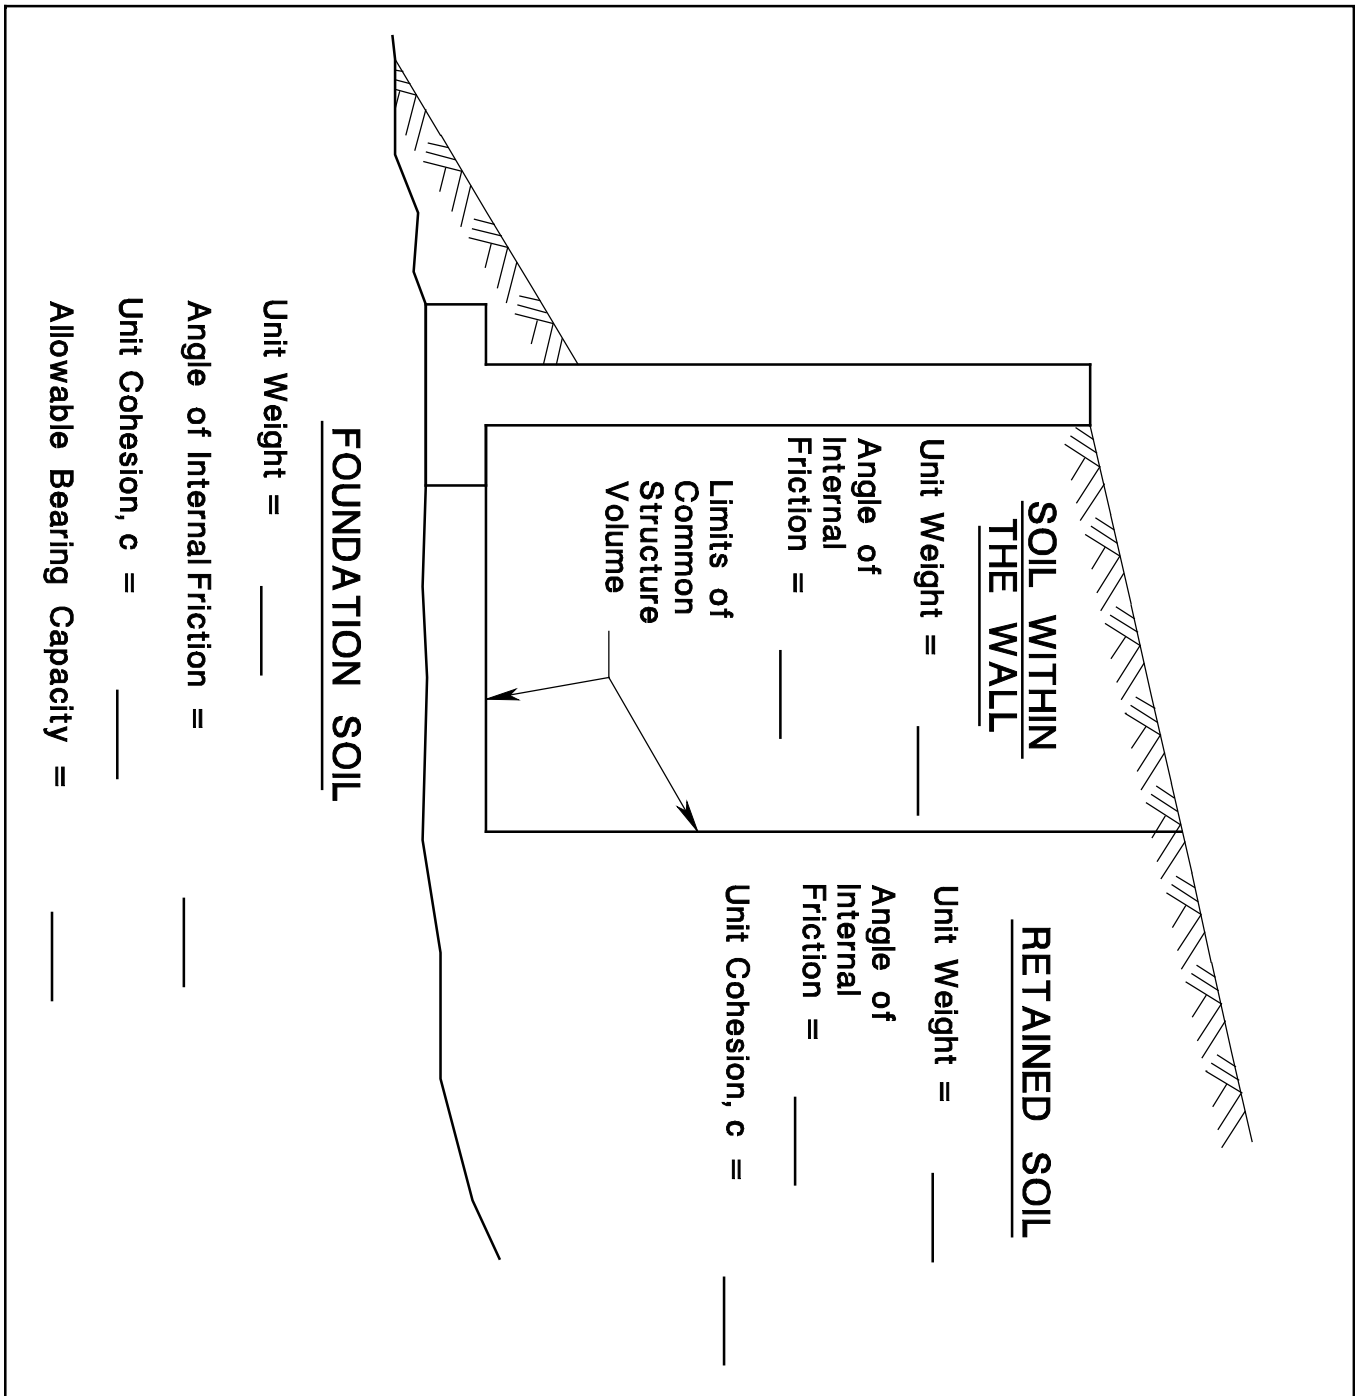 SOIL WITHIN
THE WALL
Unit Weight =
Angle of
Internal
Friction =
Limits of
Common
Structure
Volume
RETAINED SOIL
Unit Weight =
Angle of
Internal
Friction =
Unit Cohesion, c =
FOUNDATION SOIL
Unit Weight =
Angle of Internal Friction =
Unit Cohesion, c =
Allowable Bearing Capacity =